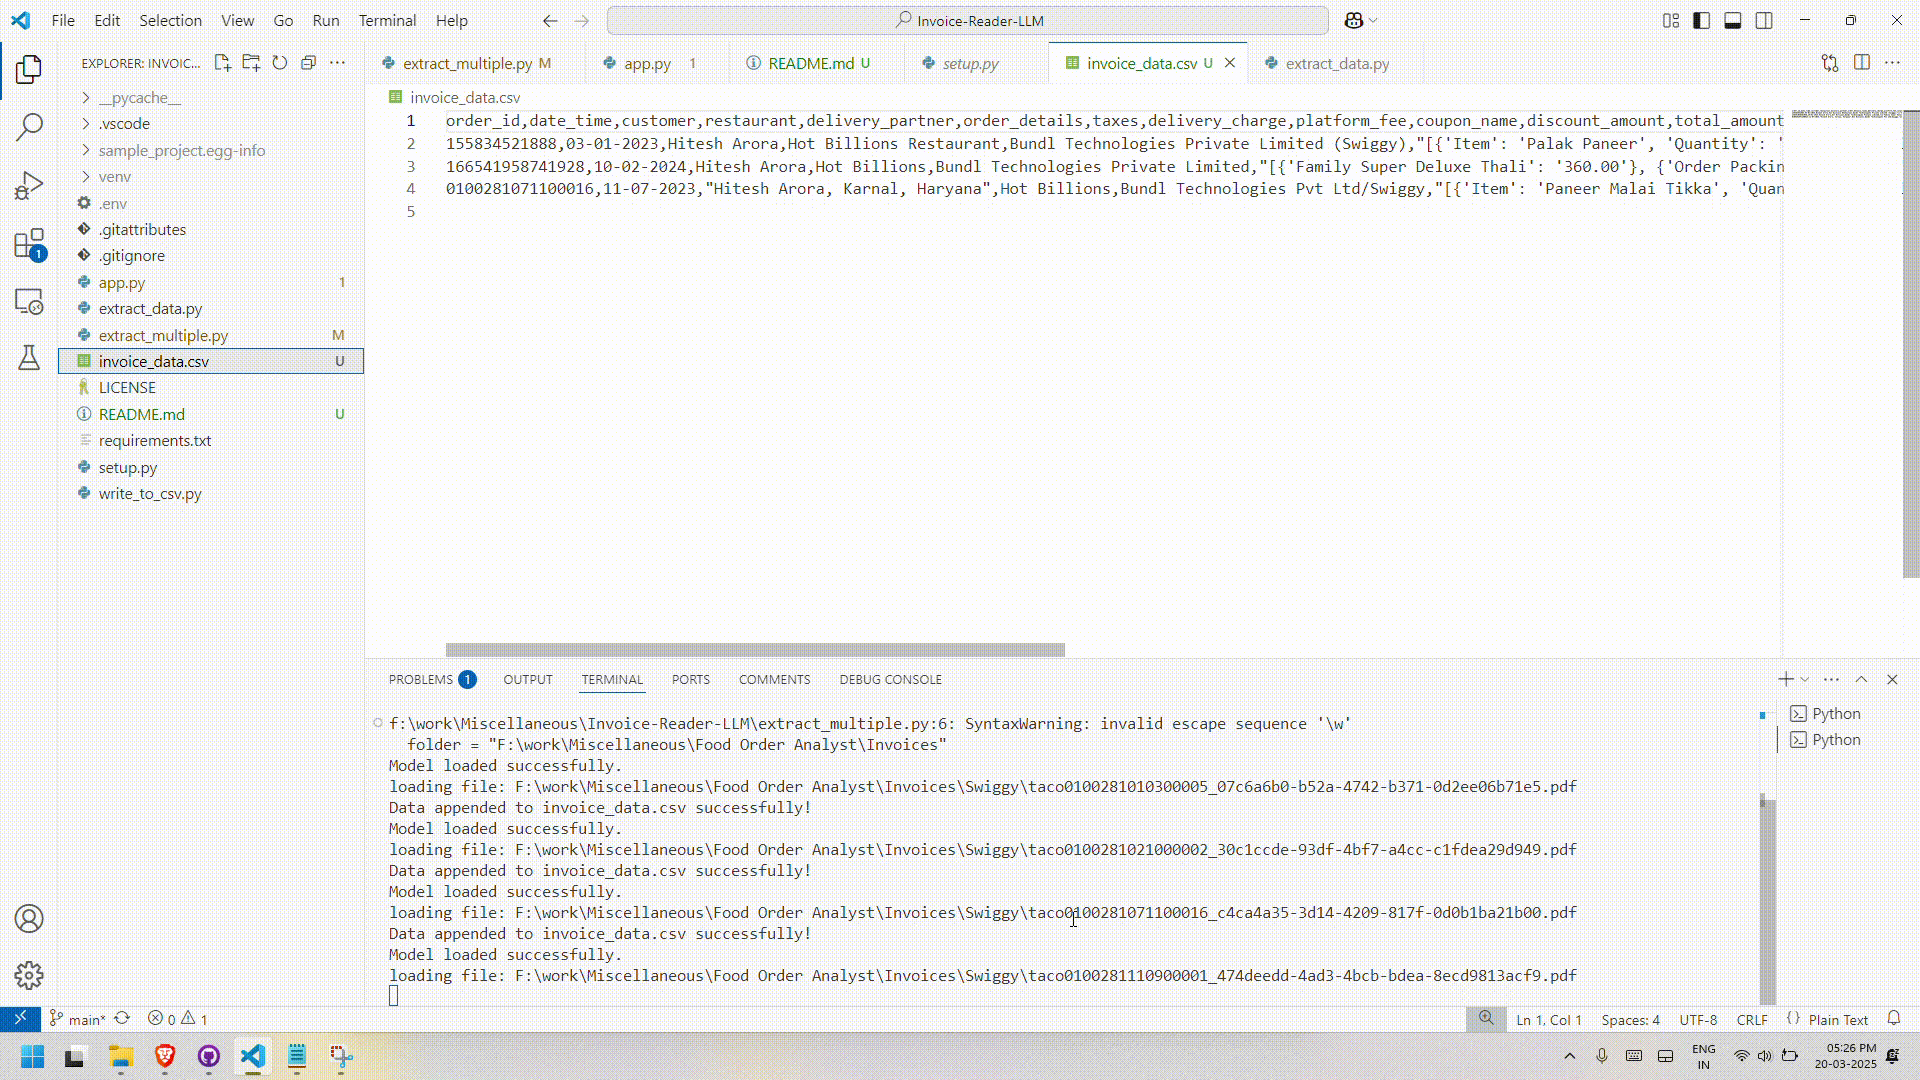 File Edit Selection View Go Run Terminal Help
Invoice-Reader-LLM
EXPLORER: INVOIC...
extract_multiple.py M
app.py 1
README.md U
setup.py
invoice_data.csv U
extract_data.py
__pycache__
.vscode
sample_project.egg-info
venv
.env
.gitattributes
.gitignore
app.py 1
extract_data.py
extract_multiple.py M
invoice_data.csv U
LICENSE
README.md U
requirements.txt
setup.py
write_to_csv.py
1
invoice_data.csv
1 order_id,date_time,customer,restaurant,delivery_partner,order_details,taxes,delivery_charge,platform_fee,coupon_name,discount_amount,total_amount
2 155834521888,03-01-2023,Hitesh Arora,Hot Billions Restaurant,Bundl Technologies Private Limited (Swiggy),"[{'Item': 'Palak Paneer', 'Quantity': '
3 166541958741928,10-02-2024,Hitesh Arora,Hot Billions,Bundl Technologies Private Limited,"[{'Family Super Deluxe Thali': '360.00'}, {'Order Packin
4 0100281071100016,11-07-2023,"Hitesh Arora, Karnal, Haryana",Hot Billions,Bundl Technologies Pvt Ltd/Swiggy,"[{'Item': 'Paneer Malai Tikka', 'Quan
5
PROBLEMS 1 OUTPUT TERMINAL PORTS COMMENTS DEBUG CONSOLE
f:\work\Miscellaneous\Invoice-Reader-LLM\extract_multiple.py:6: SyntaxWarning: invalid escape sequence '\w'
folder = "F:\work\Miscellaneous\Food Order Analyst\Invoices"
Model loaded successfully.
loading file: F:\work\Miscellaneous\Food Order Analyst\Invoices\Swiggy\taco0100281010300005_07c6a6b0-b52a-4742-b371-0d2ee06b71e5.pdf
Data appended to invoice_data.csv successfully!
Model loaded successfully.
loading file: F:\work\Miscellaneous\Food Order Analyst\Invoices\Swiggy\taco0100281021000002_30c1ccde-93df-4bf7-a4cc-c1fdea29d949.pdf
Data appended to invoice_data.csv successfully!
Model loaded successfully.
loading file: F:\work\Miscellaneous\Food Order Analyst\Invoices\Swiggy\taco0100281071100016_c4ca4a35-3d14-4209-817f-0d0b1ba21b00.pdf
Data appended to invoice_data.csv successfully!
Model loaded successfully.
loading file: F:\work\Miscellaneous\Food Order Analyst\Invoices\Swiggy\taco0100281110900001_474deedd-4ad3-4bcb-bdea-8ecd9813acf9.pdf
Python
Python
main* 0 1
Ln 1, Col 1 Spaces: 4 UTF-8 CRLF {} Plain Text
ENG
IN
05:26 PM
20-03-2025